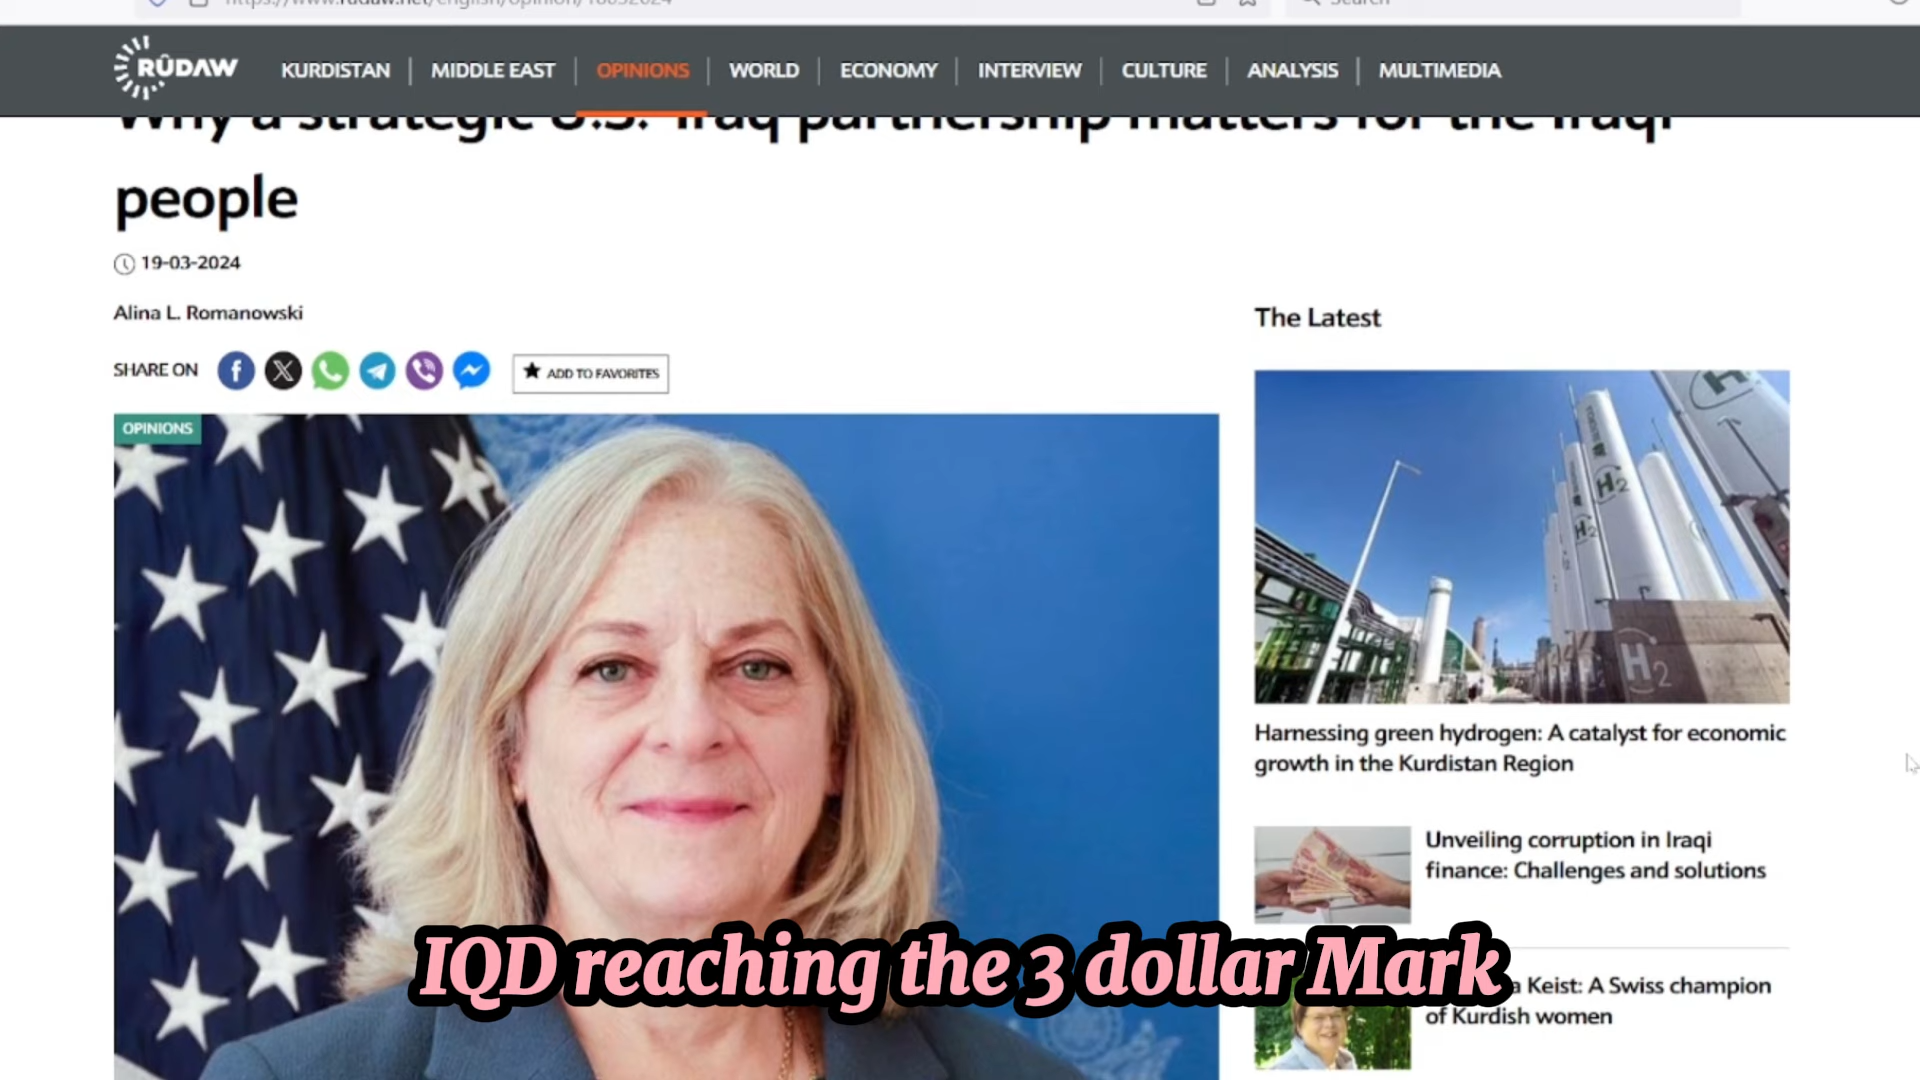 https://www.rudaw.net/english/opinion/18032024
Search
RÛDAW
KURDISTAN
MIDDLE EAST
OPINIONS
WORLD
ECONOMY
INTERVIEW
CULTURE
ANALYSIS
MULTIMEDIA
Why a strategic U.S.-Iraq partnership matters for the Iraqi
people
19-03-2024
Alina L. Romanowski
SHARE ON
ADD TO FAVORITES
OPINIONS
The Latest
H2
H2
H2
Harnessing green hydrogen: A catalyst for economic
growth in the Kurdistan Region
Unveiling corruption in Iraqi
finance: Challenges and solutions
a Keist: A Swiss champion
of Kurdish women
IQD reaching the 3 dollar Mark